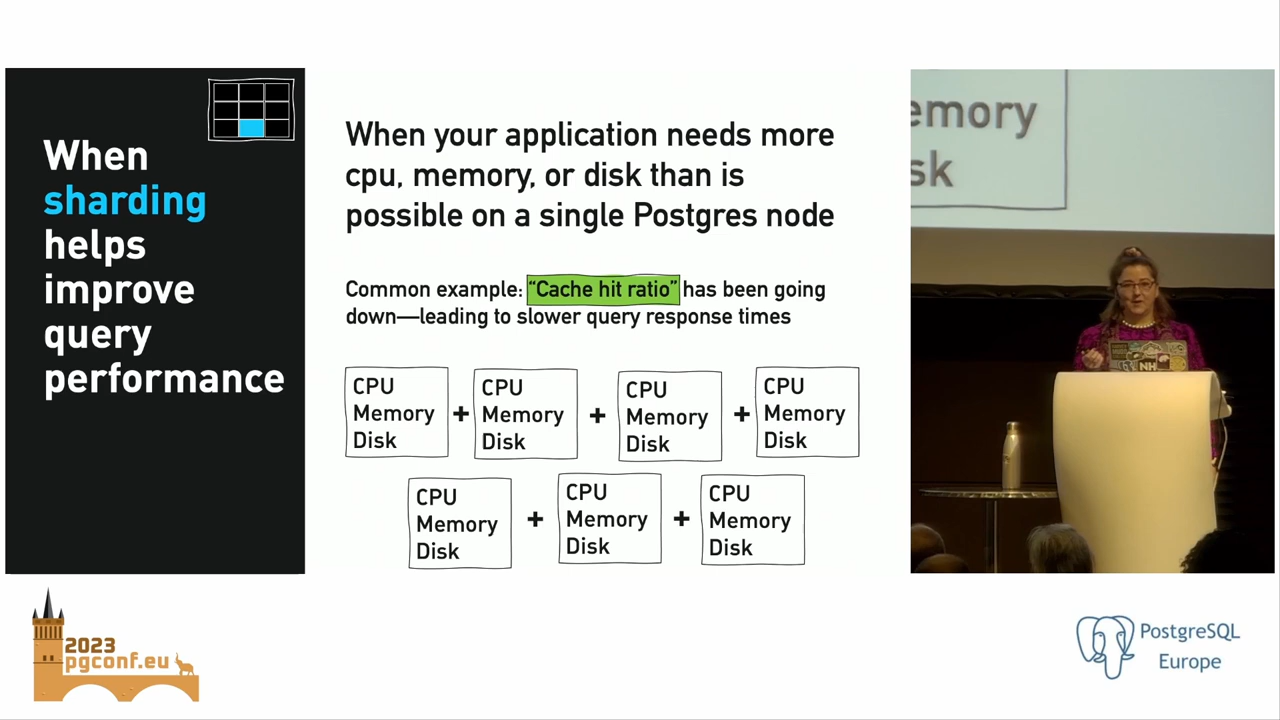 When
sharding
helps
improve
query
performance
When your application needs more
cpu, memory, or disk than is
possible on a single Postgres node
Common example: “Cache hit ratio” has been going
down—leading to slower query response times
CPU
Memory
Disk
+
CPU
Memory
Disk
+
CPU
Memory
Disk
+
CPU
Memory
Disk
CPU
Memory
Disk
+
CPU
Memory
Disk
+
CPU
Memory
Disk
emory
sk
NH
2023
pgconf.eu
PostgreSQL
Europe